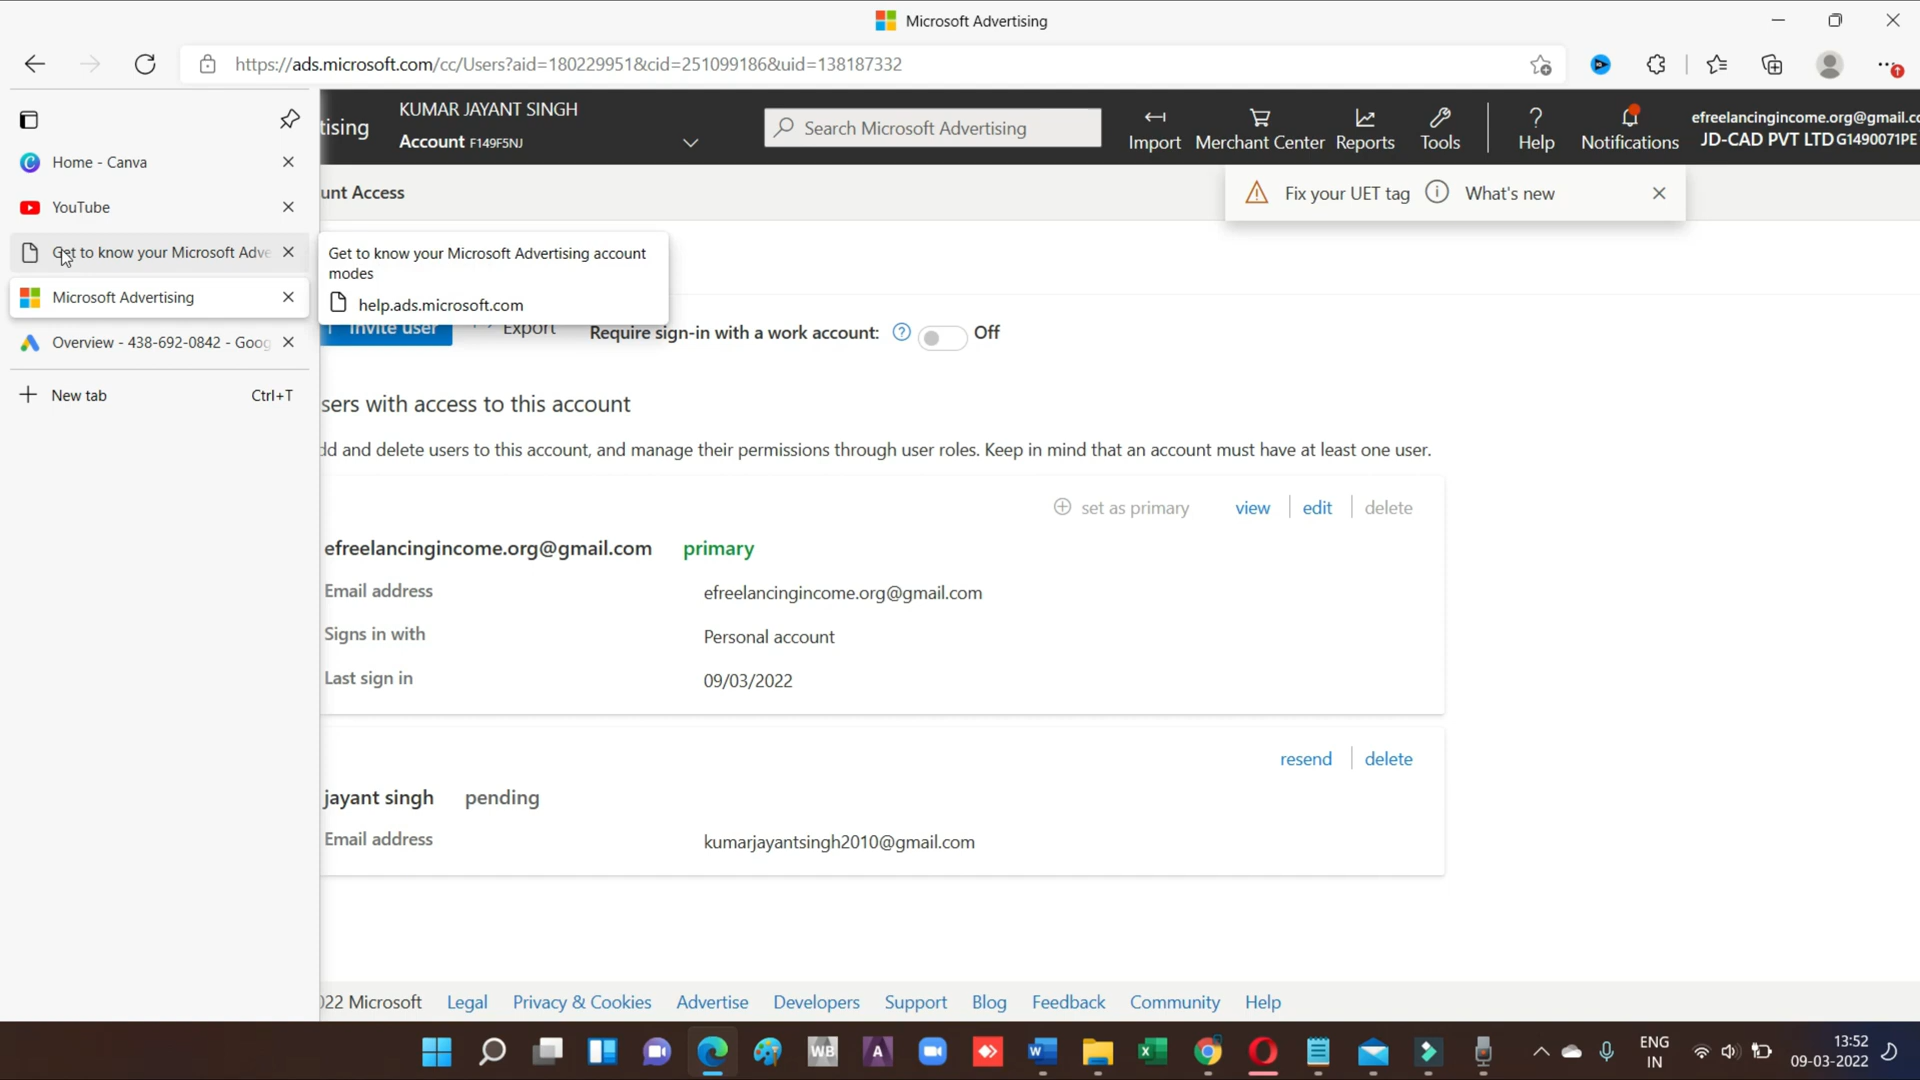 Microsoft Advertising
https://ads.microsoft.com/cc/Users?aid=180229951&cid=251099186&uid=138187332
Home - Canva
YouTube
Get to know your Microsoft Adve
Microsoft Advertising
Overview - 438-692-0842 - Goog
New tab Ctrl+T
Get to know your Microsoft Advertising account
modes
help.ads.microsoft.com
tising
KUMAR JAYANT SINGH
Account F149F5NJ
Search Microsoft Advertising
Import Merchant Center Reports Tools Help Notifications
efreelancingincome.org@gmail.co
JD-CAD PVT LTD G1490071PE
unt Access
Fix your UET tag What's new
Invite user Export Require sign-in with a work account: Off
sers with access to this account
dd and delete users to this account, and manage their permissions through user roles. Keep in mind that an account must have at least one user.
set as primary view edit delete
efreelancingincome.org@gmail.com primary
Email address efreelancingincome.org@gmail.com
Signs in with Personal account
Last sign in 09/03/2022
resend delete
jayant singh pending
Email address kumarjayantsingh2010@gmail.com
022 Microsoft Legal Privacy & Cookies Advertise Developers Support Blog Feedback Community Help
WB A W X
ENG
IN
13:52
09-03-2022